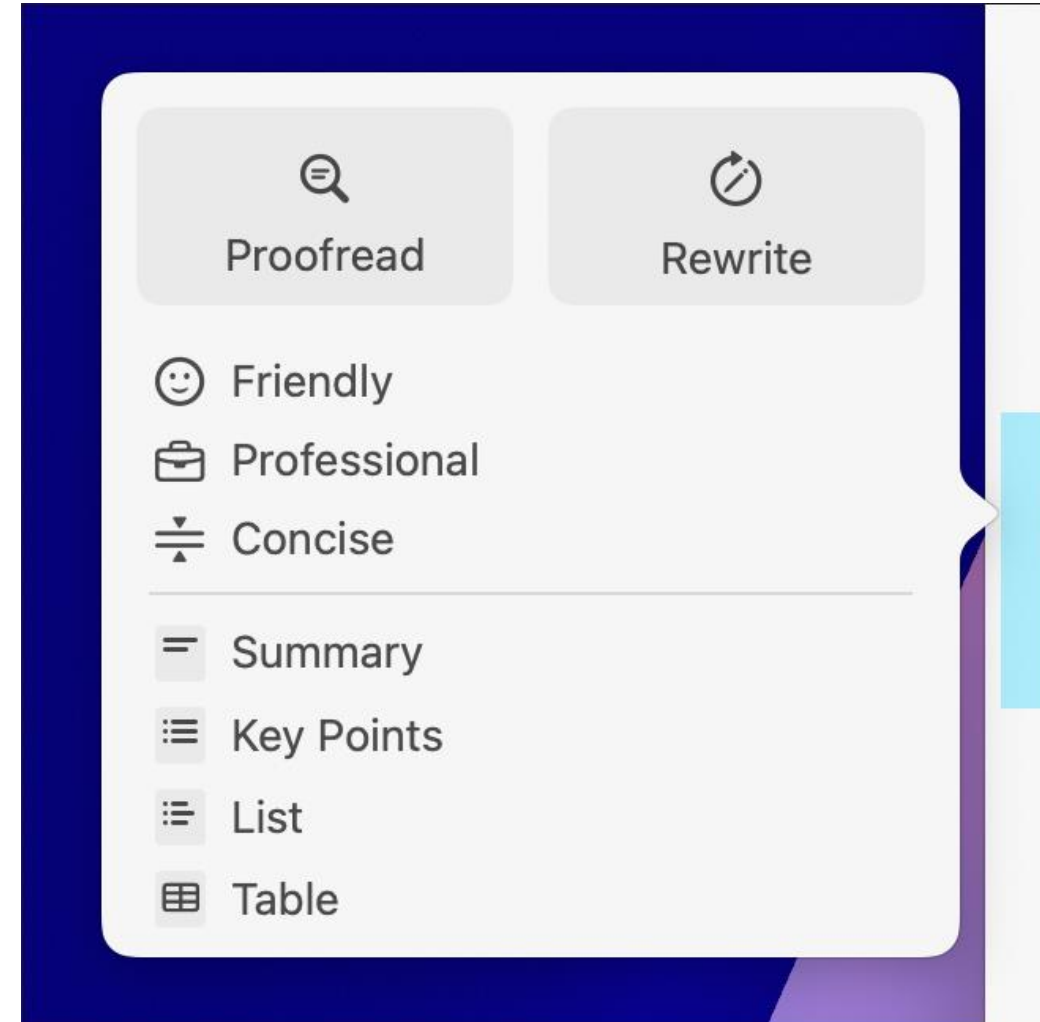 Proofread
Rewrite
Friendly
Professional
Concise
Summary
Key Points
List
Table